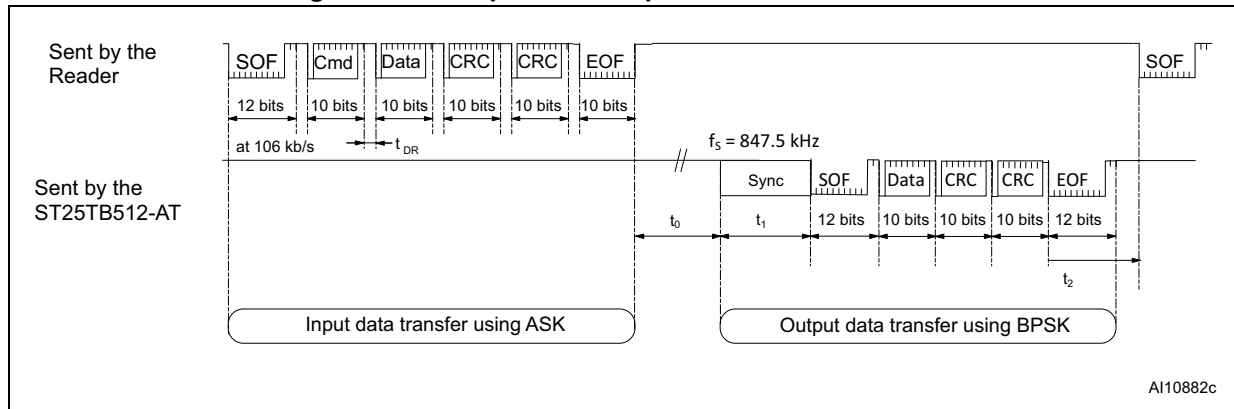 Sent by the
Reader
SOF Cmd Data CRC CRC EOF SOF
12 bits 10 bits 10 bits 10 bits 10 bits 10 bits
at 106 kb/s t DR
fS = 847.5 kHz
Sent by the
ST25TB512-AT
Sync SOF Data CRC CRC EOF
t0 t1 12 bits 10 bits 10 bits 10 bits 12 bits
t2
Input data transfer using ASK Output data transfer using BPSK
AI10882c